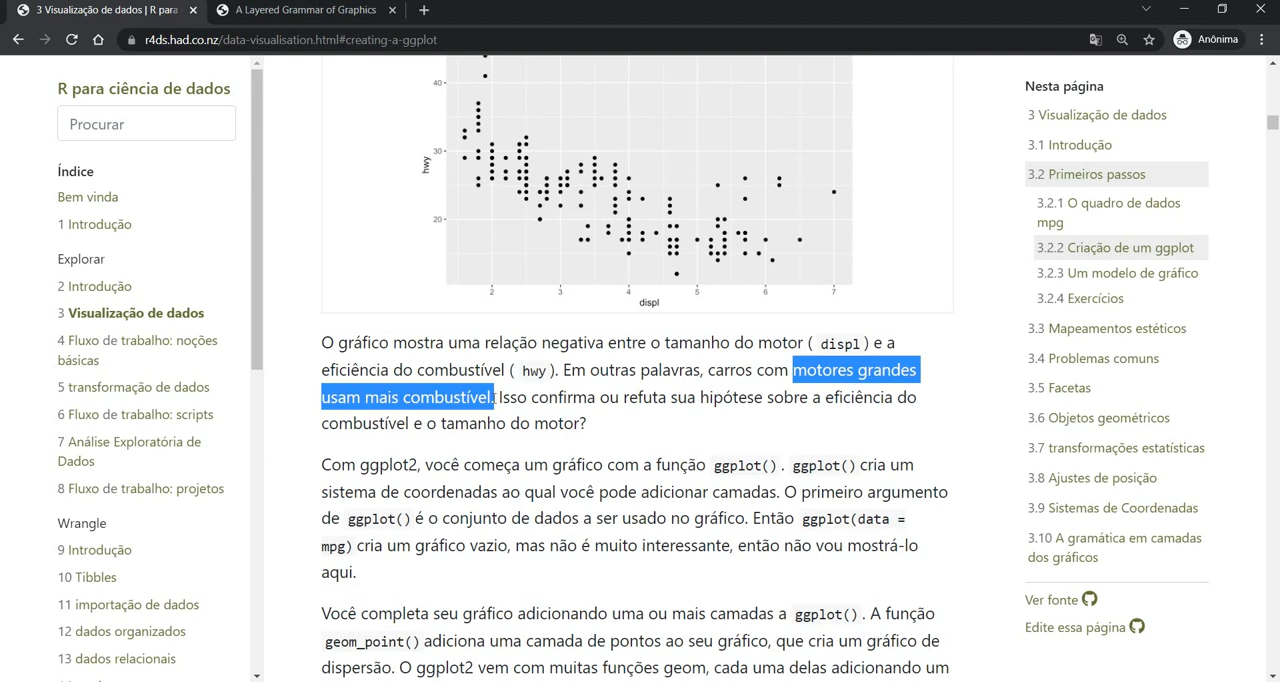 3 Visualização de dados | R para
A Layered Grammar of Graphics
r4ds.had.co.nz/data-visualisation.html#creating-a-ggplot
Anônima
R para ciência de dados
Procurar
Índice
Bem vinda
1 Introdução
Explorar
2 Introdução
3 Visualização de dados
4 Fluxo de trabalho: noções
básicas
5 transformação de dados
6 Fluxo de trabalho: scripts
7 Análise Exploratória de
Dados
8 Fluxo de trabalho: projetos
Wrangle
9 Introdução
10 Tibbles
11 importação de dados
12 dados organizados
13 dados relacionais
40
30
20
hwy
2 3 4 5 6 7
displ
O gráfico mostra uma relação negativa entre o tamanho do motor ( displ ) e a
eficiência do combustível ( hwy ). Em outras palavras, carros com motores grandes
usam mais combustível. Isso confirma ou refuta sua hipótese sobre a eficiência do
combustível e o tamanho do motor?
Com ggplot2, você começa um gráfico com a função ggplot() . ggplot() cria um
sistema de coordenadas ao qual você pode adicionar camadas. O primeiro argumento
de ggplot() é o conjunto de dados a ser usado no gráfico. Então ggplot(data =
mpg) cria um gráfico vazio, mas não é muito interessante, então não vou mostrá-lo
aqui.
Você completa seu gráfico adicionando uma ou mais camadas a ggplot() . A função
geom_point() adiciona uma camada de pontos ao seu gráfico, que cria um gráfico de
dispersão. O ggplot2 vem com muitas funções geom, cada uma delas adicionando um
Nesta página
3 Visualização de dados
3.1 Introdução
3.2 Primeiros passos
3.2.1 O quadro de dados
mpg
3.2.2 Criação de um ggplot
3.2.3 Um modelo de gráfico
3.2.4 Exercícios
3.3 Mapeamentos estéticos
3.4 Problemas comuns
3.5 Facetas
3.6 Objetos geométricos
3.7 transformações estatísticas
3.8 Ajustes de posição
3.9 Sistemas de Coordenadas
3.10 A gramática em camadas
dos gráficos
Ver fonte
Edite essa página